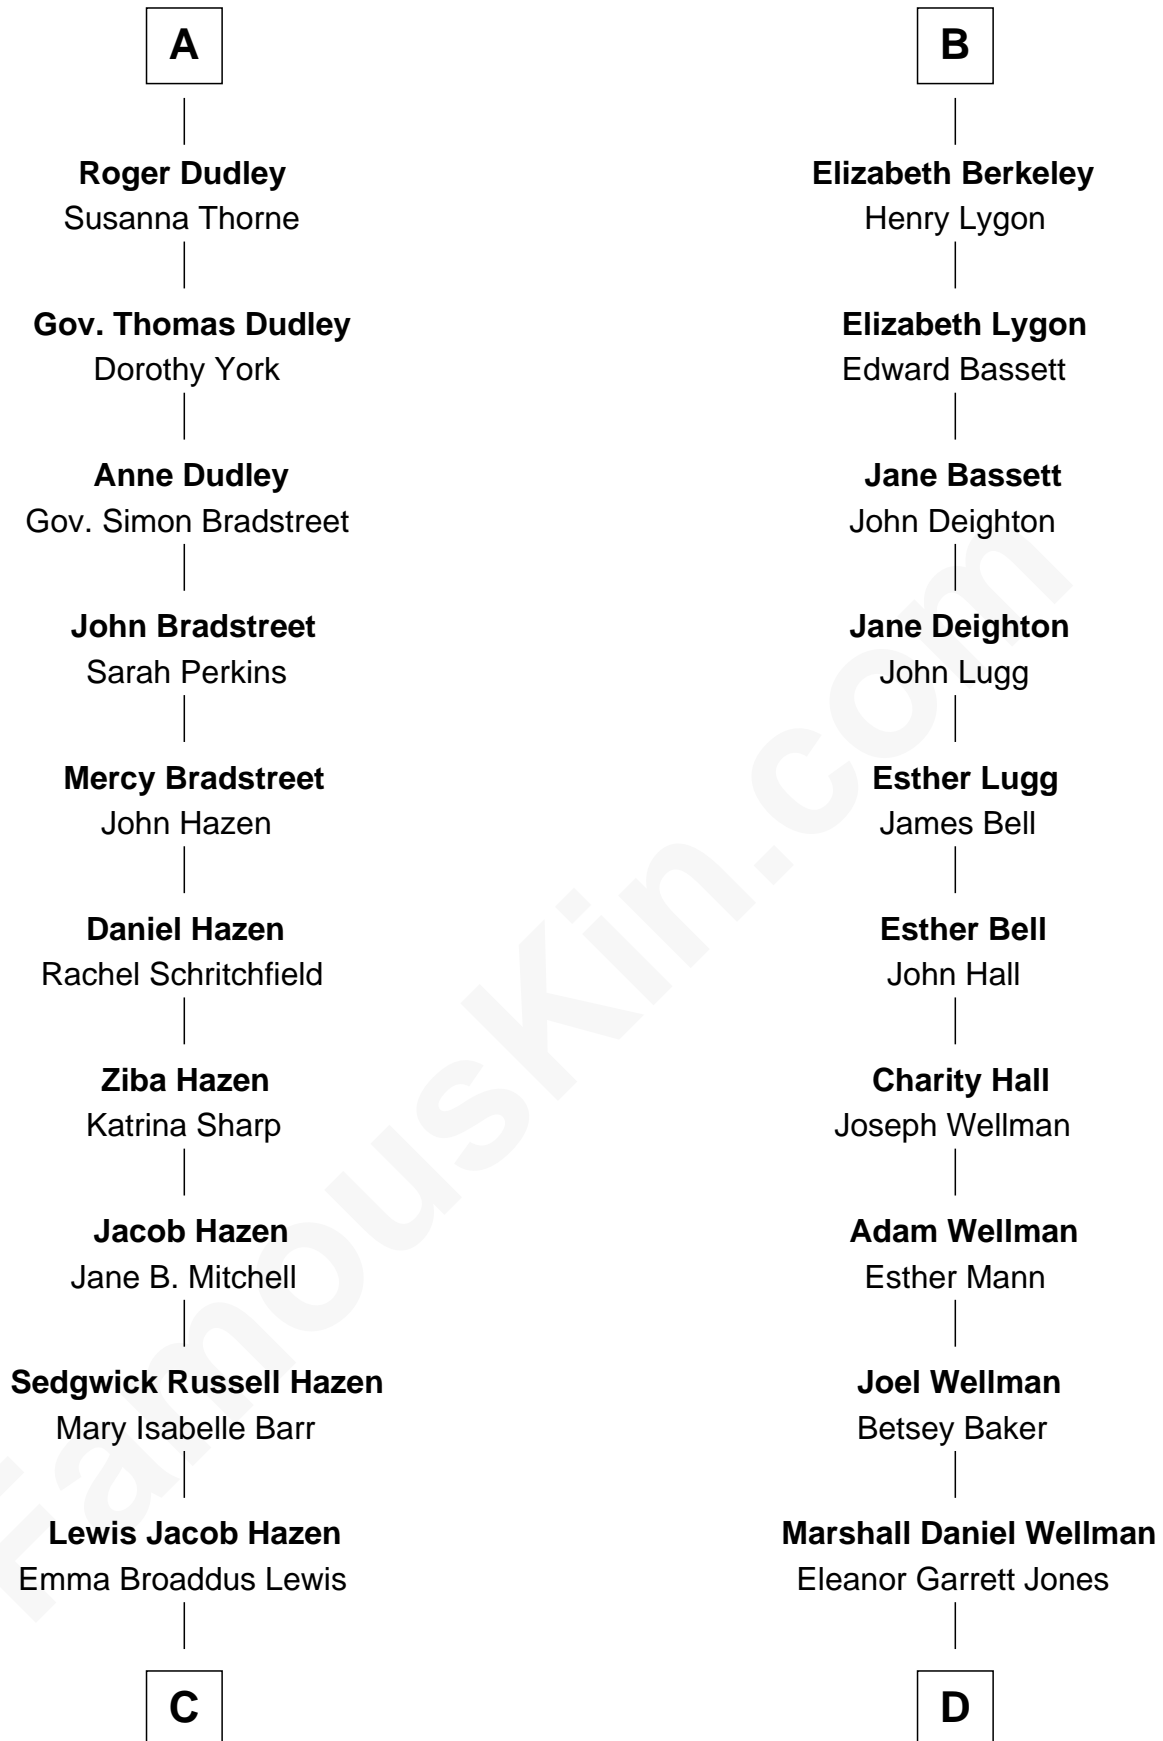 A
Roger Dudley
Susanna Thorne
Gov. Thomas Dudley
Dorothy York
Anne Dudley
Gov. Simon Bradstreet
John Bradstreet
Sarah Perkins
Mercy Bradstreet
John Hazen
Daniel Hazen
Rachel Schritchfield
Ziba Hazen
Katrina Sharp
Jacob Hazen
Jane B. Mitchell
Sedgwick Russell Hazen
Mary Isabelle Barr
Lewis Jacob Hazen
Emma Broaddus Lewis
C
B
Elizabeth Berkeley
Henry Lygon
Elizabeth Lygon
Edward Bassett
Jane Bassett
John Deighton
Jane Deighton
John Lugg
Esther Lugg
James Bell
Esther Bell
John Hall
Charity Hall
Joseph Wellman
Adam Wellman
Esther Mann
Joel Wellman
Betsey Baker
Marshall Daniel Wellman
Eleanor Garrett Jones
D
FamousKin.com